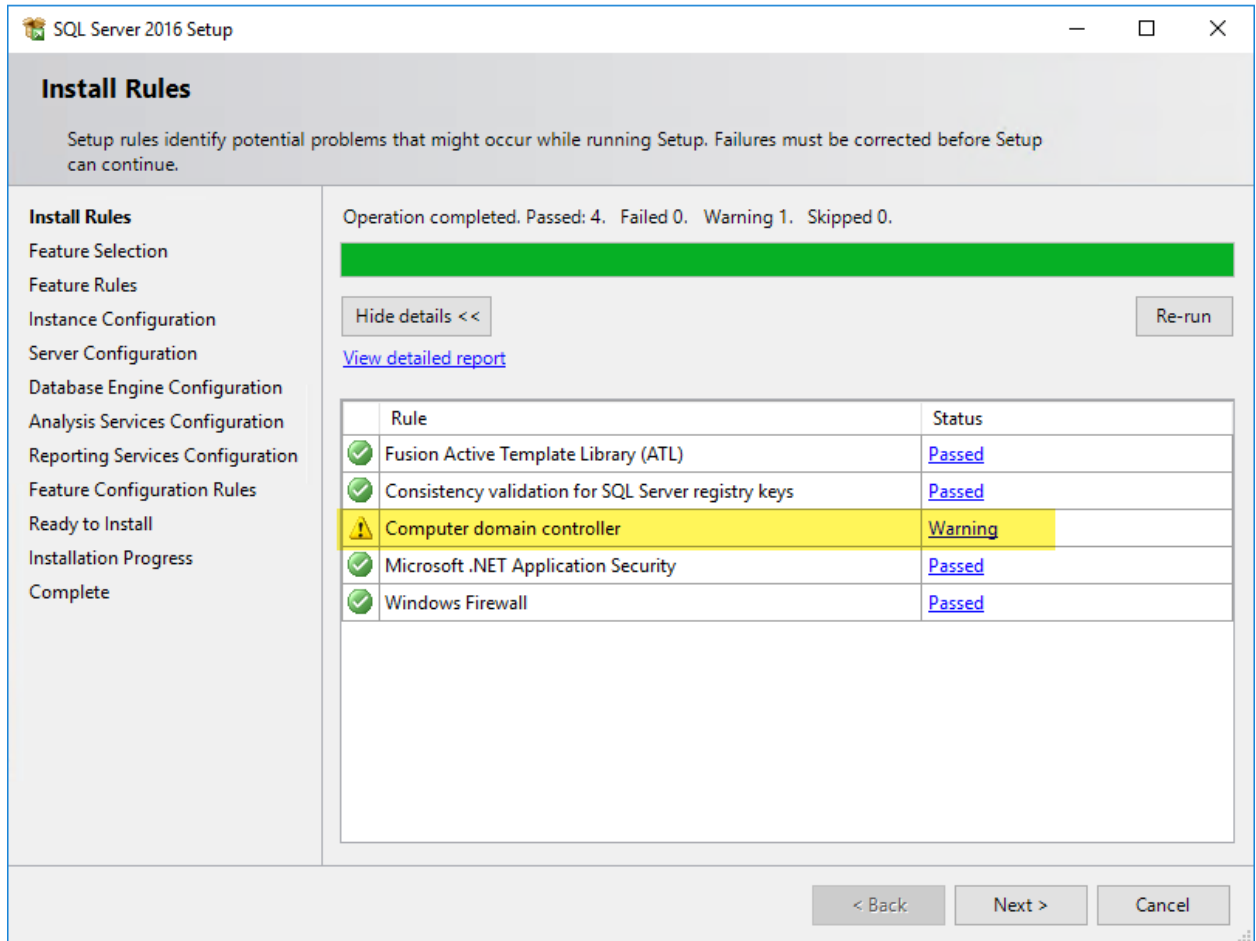 SQL Server 2016 Setup
Install Rules
Setup rules identify potential problems that might occur while running Setup. Failures must be corrected before Setup
can continue.
Install Rules
Feature Selection
Feature Rules
Instance Configuration
Server Configuration
Database Engine Configuration
Analysis Services Configuration
Reporting Services Configuration
Feature Configuration Rules
Ready to Install
Installation Progress
Complete
Operation completed. Passed: 4. Failed 0. Warning 1. Skipped 0.
Hide details <<
Re-run
View detailed report
Rule Status
Fusion Active Template Library (ATL) Passed
Consistency validation for SQL Server registry keys Passed
Computer domain controller Warning
Microsoft .NET Application Security Passed
Windows Firewall Passed
< Back Next > Cancel